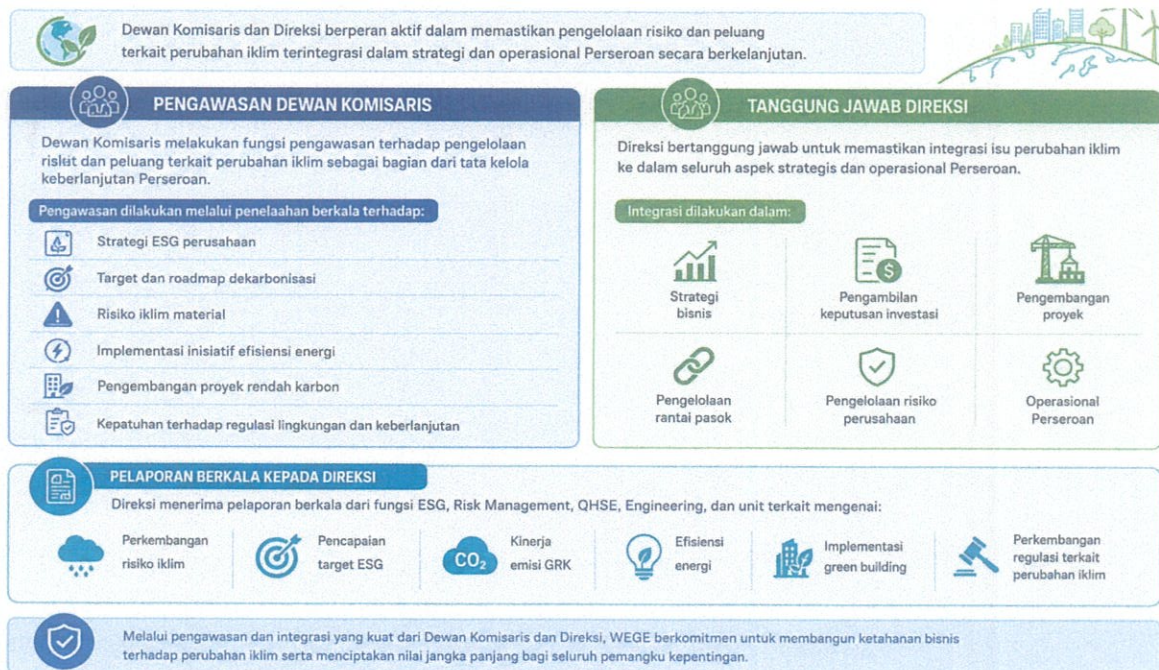 Dewan Komisaris dan Direksi berperan aktif dalam memastikan pengelolaan risiko dan peluang
terkait perubahan iklim terintegrasi dalam strategi dan operasional Perseroan secara berkelanjutan.
PENGAWASAN DEWAN KOMISARIS
Dewan Komisaris melakukan fungsi pengawasan terhadap pengelolaan
risket dan peluang terkait perubahan iklim sebagai bagian dari tata kelola
keberlanjutan Perseroan.
Pengawasan dilakukan melalui penelaahan berkala terhadap:
Strategi ESG perusahaan
Target dan roadmap dekarbonisasi
Risiko iklim material
Implementasi inisiatif efisiensi energi
Pengembangan proyek rendah karbon
Kepatuhan terhadap regulasi lingkungan dan keberlanjutan
TANGGUNG JAWAB DIREKSI
Direksi bertanggung jawab untuk memastikan integrasi isu perubahan iklim
ke dalam seluruh aspek strategis dan operasional Perseroan.
Integrasi dilakukan dalam:
Strategi
bisnis
Pengambilan
keputusan investasi
Pengembangan
proyek
Pengelolaan
rantai pasok
Pengelolaan risiko
perusahaan
Operasional
Perseroan
PELAPORAN BERKALA KEPADA DIREKSI
Direksi menerima pelaporan berkala dari fungsi ESG, Risk Management, QHSE, Engineering, dan unit terkait mengenai:
Perkembangan
risiko iklim
Pencapaian
target ESG
CO₂
Kinerja
emisi GRK
Efisiensi
energi
Implementasi
green building
Perkembangan
regulasi terkait
perubahan iklim
Melalui pengawasan dan integrasi yang kuat dari Dewan Komisaris dan Direksi, WEGE berkomitmen untuk membangun ketahanan bisnis
terhadap perubahan iklim serta menciptakan nilai jangka panjang bagi seluruh pemangku kepentingan.